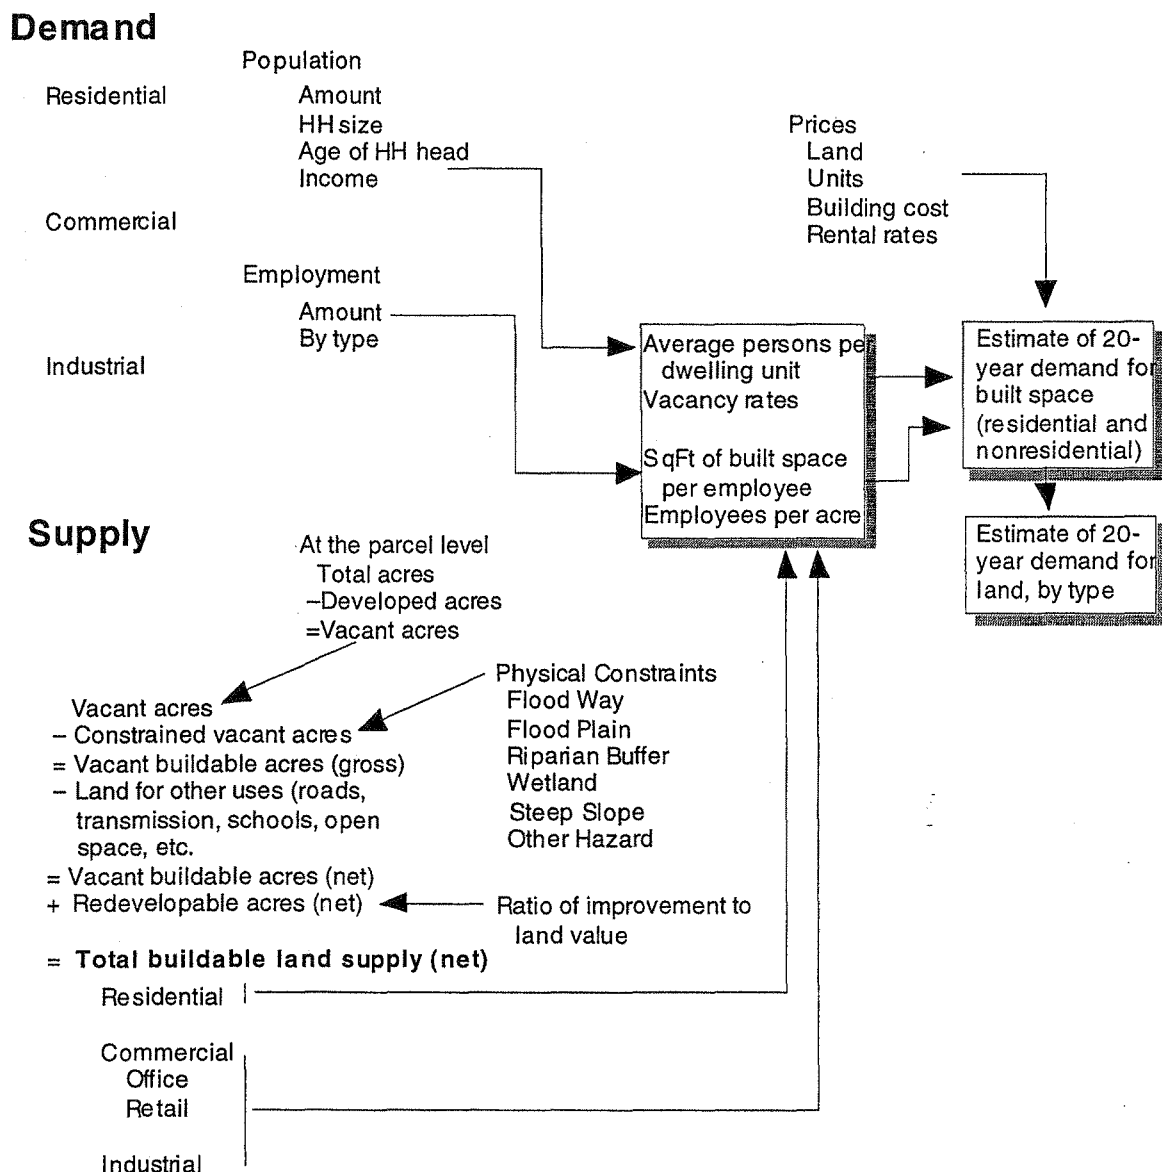 Demand
Population
Residential
Amount
HH size
Age of HH head
Income
Commercial
Employment
Amount
By type
Industrial
Prices
Land
Units
Building cost
Rental rates
Average persons per
dwelling unit
Vacancy rates
SqFt of built space
per employee
Employees per acre
Estimate of 20-
year demand for
built space
(residential and
nonresidential)
Estimate of 20-
year demand for
land, by type
Supply
At the parcel level
Total acres
–Developed acres
=Vacant acres
Vacant acres
– Constrained vacant acres
= Vacant buildable acres (gross)
– Land for other uses (roads,
transmission, schools, open
space, etc.
= Vacant buildable acres (net)
+ Redevelopable acres (net)
Physical Constraints
Flood Way
Flood Plain
Riparian Buffer
Wetland
Steep Slope
Other Hazard
Ratio of improvement to
land value
= Total buildable land supply (net)
Residential
Commercial
Office
Retail
Industrial